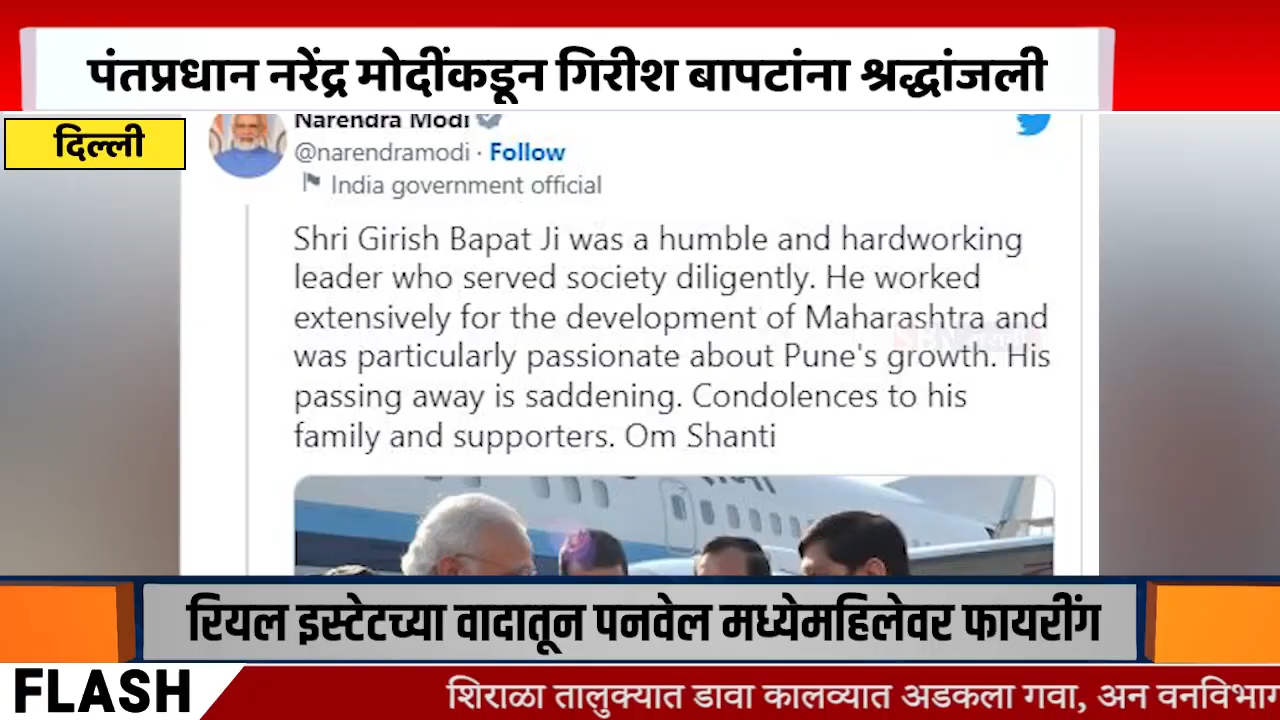 पंतप्रधान नरेंद्र मोदींकडून गिरीश बापटांना श्रद्धांजली
दिल्ली
Narendra Modi
@narendramodi · Follow
India government official
Shri Girish Bapat Ji was a humble and hardworking
leader who served society diligently. He worked
extensively for the development of Maharashtra and
was particularly passionate about Pune's growth. His
passing away is saddening. Condolences to his
family and supporters. Om Shanti
रियल इस्टेटच्या वादातून पनवेल मध्येमहिलेवर फायरींग
FLASH
शिराळा तालुक्यात डावा कालव्यात अडकला गवा, अन वनविभाग